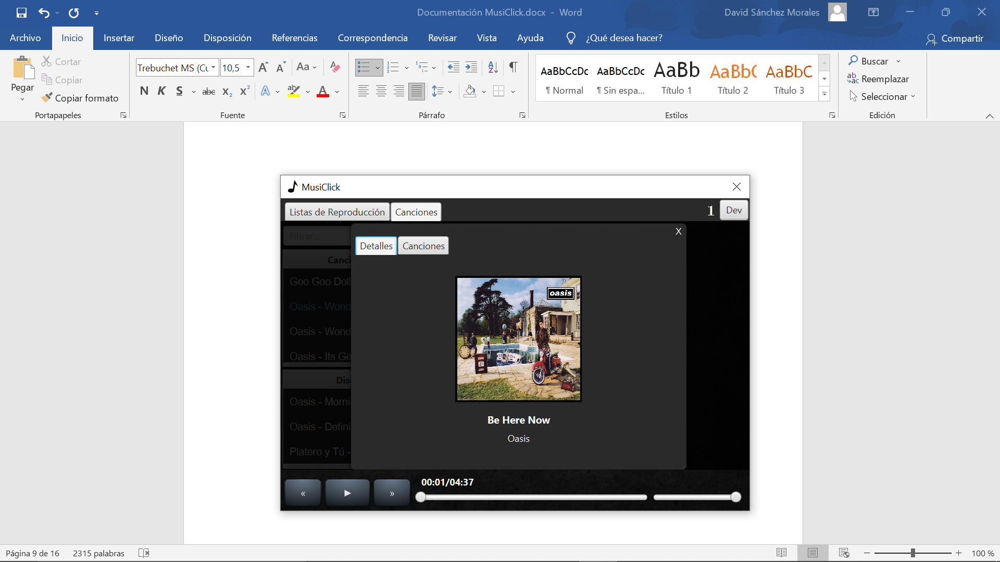 Documentación MusiClick.docx - Word
David Sánchez Morales
Archivo Inicio Insertar Diseño Disposición Referencias Correspondencia Revisar Vista Ayuda ¿Qué desea hacer? Compartir
Pegar
Cortar
Copiar
Copiar formato
Portapapeles
Trebuchet MS (Cu 10,5 A A Aa
N K S abc X₂ X² A ab A
Fuente
Párrafo
AaBbCcDc AaBbCcDc AaBb AaBbC AaBbC
¶ Normal ¶ Sin espa... Título 1 Título 2 Título 3
Estilos
Buscar
Reemplazar
Seleccionar
Edición
MusiClick
Listas de Reproducción Canciones 1 Dev
Filtrar...
X
Detalles Canciones
Canci
Goo Goo Doll
Oasis - Wond
Oasis - Wond
Oasis - Its Ge
Dis
Oasis - Morni
Oasis - Defini
Platero y Tú -
oasis
Be Here Now
Oasis
« ► »
00:01/04:37
Página 9 de 16 2315 palabras 100 %